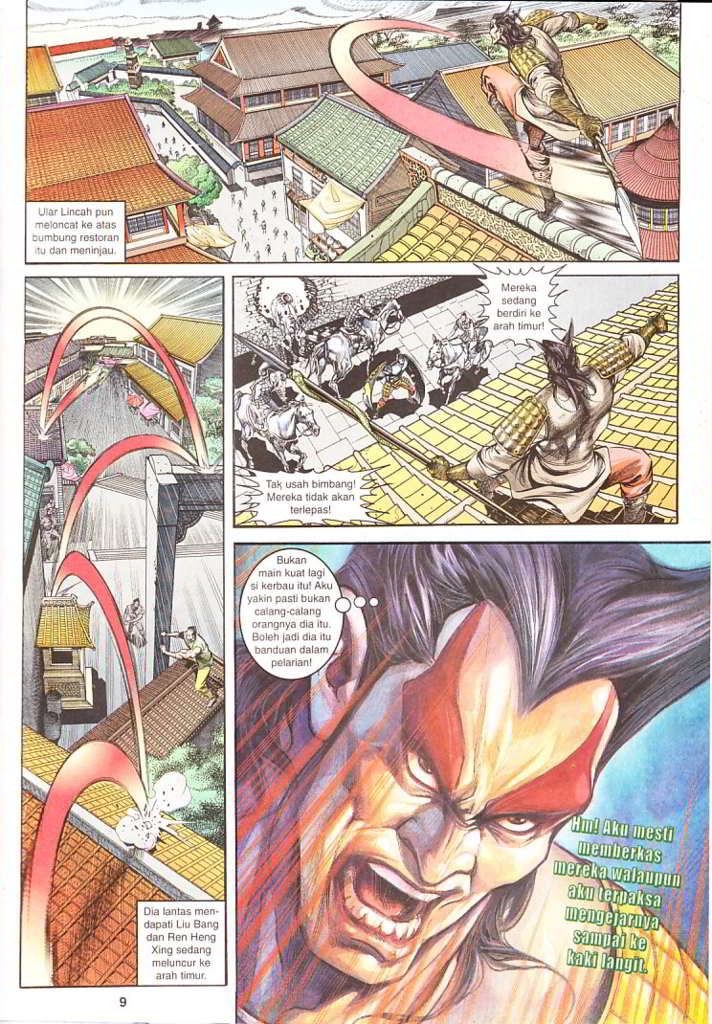 Ular Lincah pun
meloncat ke atas
bumbung restoran
itu dan meninjau.
Mereka
sedang
berdiri ke
arah timur!
Tak usah bimbang!
Mereka tidak akan
terlepas!
Dia lantas men-
dapati Liu Bang
dan Ren Heng
Xing sedang
meluncur ke
arah timur.
Bukan
main kuat lagi
si kerbau itu! Aku
yakin pasti bukan
calang-calang
orangnya dia itu.
Boleh jadi dia itu
banduan dalam
pelarian!
Hm! Aku mesti
memberkas
mereka walaupun
aku terpaksa
mengejarnya
sampai ke
kaki langit.
9